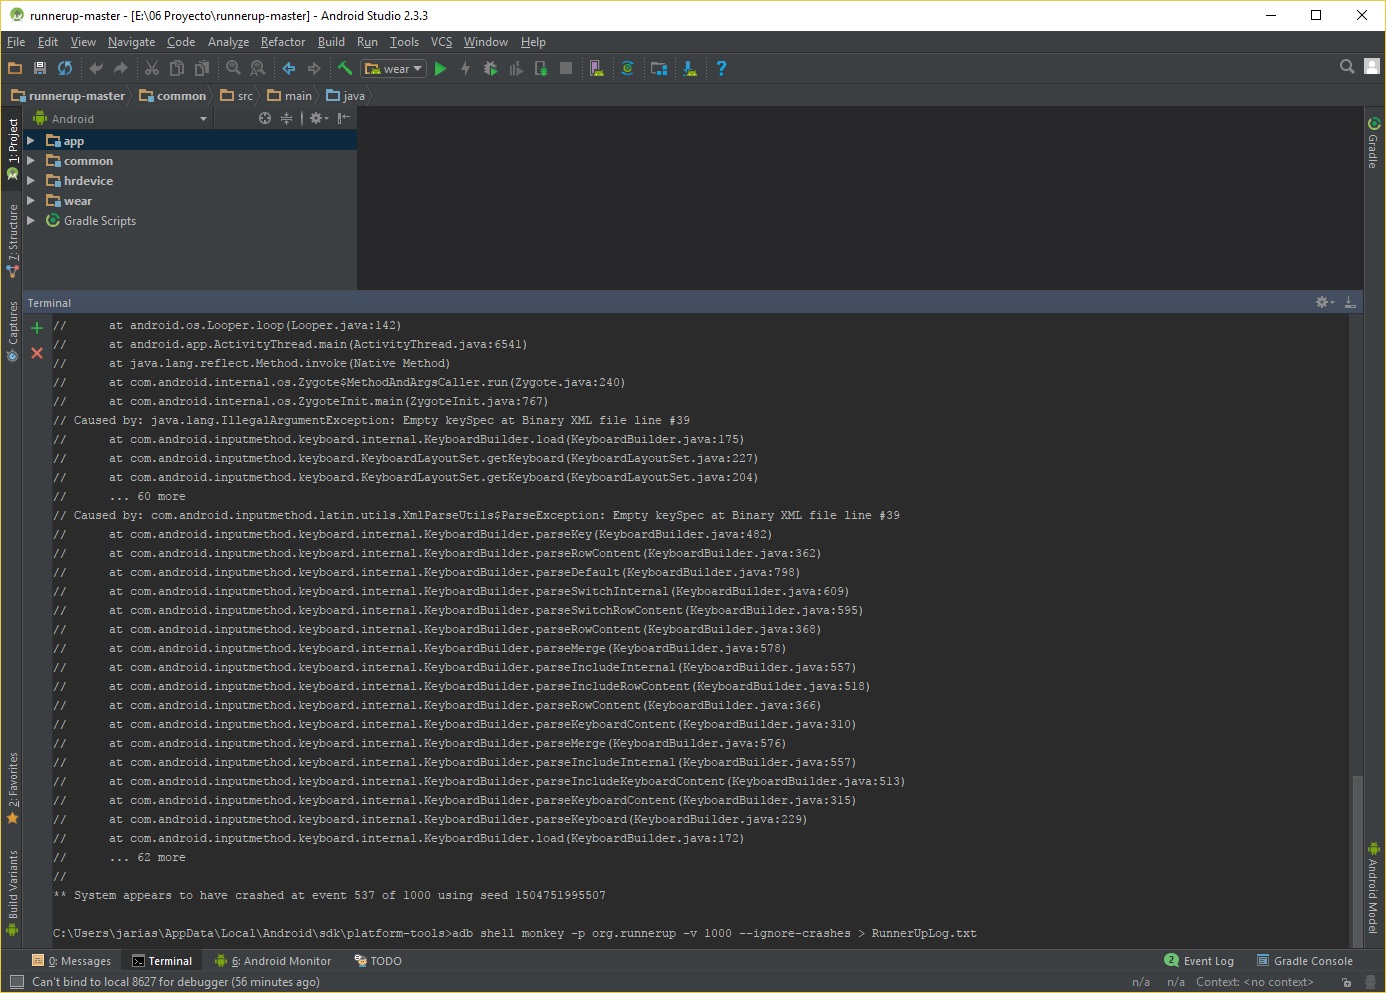 runnerup-master - [E:\06 Proyecto\runnerup-master] - Android Studio 2.3.3
File Edit View Navigate Code Analyze Refactor Build Run Tools VCS Window Help
wear
runnerup-master common src main java
Android
app
common
hrdevice
wear
Gradle Scripts
1: Project
7: Structure
Captures
2: Favorites
Build Variants
Gradle
Android Model
Terminal
// at android.os.Looper.loop(Looper.java:142)
// at android.app.ActivityThread.main(ActivityThread.java:6541)
// at java.lang.reflect.Method.invoke(Native Method)
// at com.android.internal.os.Zygote$MethodAndArgsCaller.run(Zygote.java:240)
// at com.android.internal.os.ZygoteInit.main(ZygoteInit.java:767)
// Caused by: java.lang.IllegalArgumentException: Empty keySpec at Binary XML file line #39
// at com.android.inputmethod.keyboard.internal.KeyboardBuilder.load(KeyboardBuilder.java:175)
// at com.android.inputmethod.keyboard.KeyboardLayoutSet.getKeyboard(KeyboardLayoutSet.java:227)
// at com.android.inputmethod.keyboard.KeyboardLayoutSet.getKeyboard(KeyboardLayoutSet.java:204)
// ... 60 more
// Caused by: com.android.inputmethod.latin.utils.XmlParseUtils$ParseException: Empty keySpec at Binary XML file line #39
// at com.android.inputmethod.keyboard.internal.KeyboardBuilder.parseKey(KeyboardBuilder.java:482)
// at com.android.inputmethod.keyboard.internal.KeyboardBuilder.parseRowContent(KeyboardBuilder.java:362)
// at com.android.inputmethod.keyboard.internal.KeyboardBuilder.parseDefault(KeyboardBuilder.java:798)
// at com.android.inputmethod.keyboard.internal.KeyboardBuilder.parseSwitchInternal(KeyboardBuilder.java:609)
// at com.android.inputmethod.keyboard.internal.KeyboardBuilder.parseSwitchRowContent(KeyboardBuilder.java:595)
// at com.android.inputmethod.keyboard.internal.KeyboardBuilder.parseRowContent(KeyboardBuilder.java:368)
// at com.android.inputmethod.keyboard.internal.KeyboardBuilder.parseMerge(KeyboardBuilder.java:578)
// at com.android.inputmethod.keyboard.internal.KeyboardBuilder.parseIncludeInternal(KeyboardBuilder.java:557)
// at com.android.inputmethod.keyboard.internal.KeyboardBuilder.parseIncludeRowContent(KeyboardBuilder.java:518)
// at com.android.inputmethod.keyboard.internal.KeyboardBuilder.parseRowContent(KeyboardBuilder.java:366)
// at com.android.inputmethod.keyboard.internal.KeyboardBuilder.parseKeyboardContent(KeyboardBuilder.java:310)
// at com.android.inputmethod.keyboard.internal.KeyboardBuilder.parseMerge(KeyboardBuilder.java:576)
// at com.android.inputmethod.keyboard.internal.KeyboardBuilder.parseIncludeInternal(KeyboardBuilder.java:557)
// at com.android.inputmethod.keyboard.internal.KeyboardBuilder.parseIncludeKeyboardContent(KeyboardBuilder.java:513)
// at com.android.inputmethod.keyboard.internal.KeyboardBuilder.parseKeyboardContent(KeyboardBuilder.java:315)
// at com.android.inputmethod.keyboard.internal.KeyboardBuilder.parseKeyboard(KeyboardBuilder.java:229)
// at com.android.inputmethod.keyboard.internal.KeyboardBuilder.load(KeyboardBuilder.java:172)
// ... 62 more
//
** System appears to have crashed at event 537 of 1000 using seed 1504751995507
C:\Users\jarias\AppData\Local\Android\sdk\platform-tools>adb shell monkey -p org.runnerup -v 1000 --ignore-crashes > RunnerUpLog.txt
0: Messages Terminal 6: Android Monitor TODO 2 Event Log Gradle Console
Can't bind to local 8627 for debugger (56 minutes ago) n/a n/a Context: <no context>